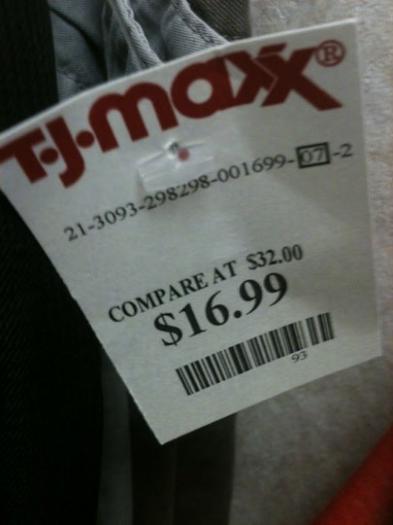 T·J·maxx®
21-3093-298298-001699-07-2
COMPARE AT $32.00
$16.99
93